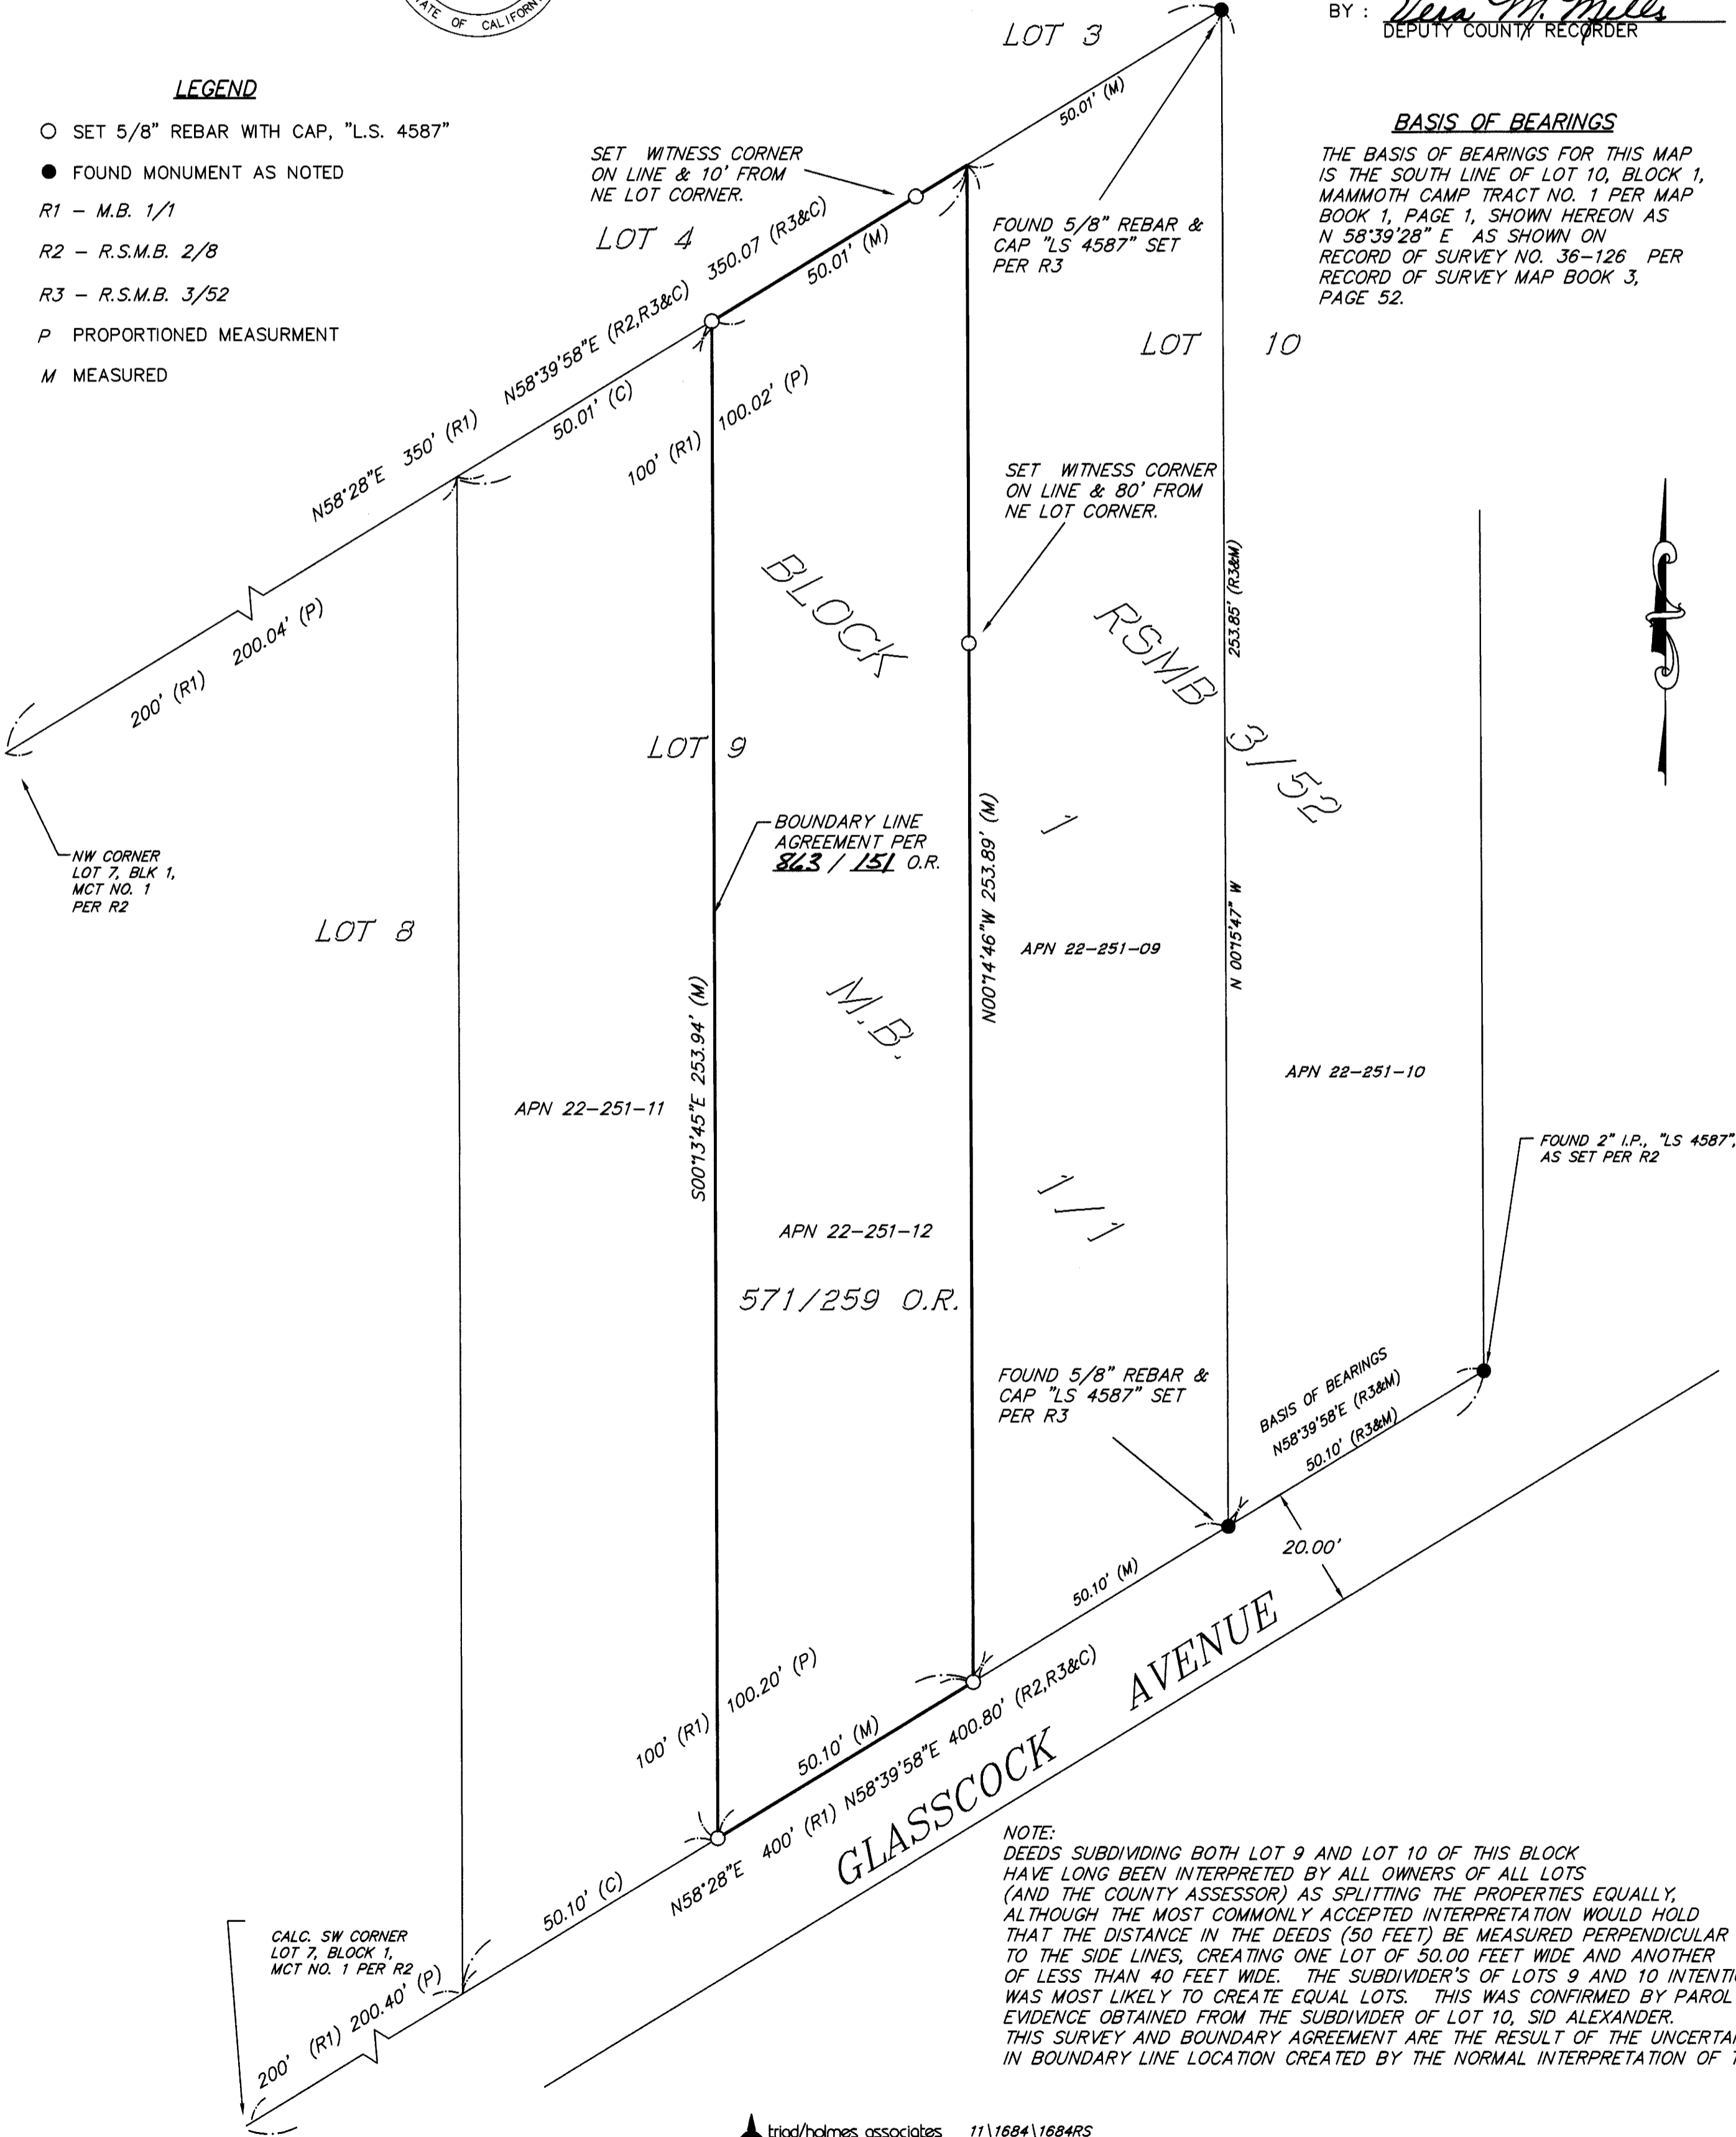 STATE OF CALIFORNIA
BY : Vera M. Mills
DEPUTY COUNTY RECORDER
LEGEND
SET 5/8" REBAR WITH CAP, "L.S. 4587"
FOUND MONUMENT AS NOTED
R1 - M.B. 1/1
R2 - R.S.M.B. 2/8
R3 - R.S.M.B. 3/52
P PROPORTIONED MEASURMENT
M MEASURED
BASIS OF BEARINGS
THE BASIS OF BEARINGS FOR THIS MAP
IS THE SOUTH LINE OF LOT 10, BLOCK 1,
MAMMOTH CAMP TRACT NO. 1 PER MAP
BOOK 1, PAGE 1, SHOWN HEREON AS
N 58°39'28" E AS SHOWN ON
RECORD OF SURVEY NO. 36-126 PER
RECORD OF SURVEY MAP BOOK 3,
PAGE 52.
LOT 3
50.01' (M)
SET WITNESS CORNER
ON LINE & 10' FROM
NE LOT CORNER.
LOT 4
FOUND 5/8" REBAR &
CAP "LS 4587" SET
PER R3
N58°28"E 350' (R1) N58°39'58"E (R2,R3&C) 350.07 (R3&C)
50.01' (M)
50.01' (C)
100' (R1) 100.02' (P)
LOT 10
SET WITNESS CORNER
ON LINE & 80' FROM
NE LOT CORNER.
200' (R1) 200.04' (P)
BLOCK
1
RSMB 3/52
253.85' (R3&M)
N 00°15'47" W
LOT 9
NW CORNER
LOT 7, BLK 1,
MCT NO. 1
PER R2
BOUNDARY LINE
AGREEMENT PER
863 / 151 O.R.
LOT 8
N00°14'46"W 253.89' (M)
APN 22-251-09
M.B.
1/1
S00°13'45"E 253.94' (M)
APN 22-251-10
APN 22-251-11
FOUND 2" I.P., "LS 4587",
AS SET PER R2
APN 22-251-12
571/259 O.R.
FOUND 5/8" REBAR &
CAP "LS 4587" SET
PER R3
BASIS OF BEARINGS
N58°39'58'E (R3&M)
50.10' (R3&M)
20.00'
50.10' (M)
100' (R1) 100.20' (P)
50.10' (M)
N58°28"E 400' (R1) N58°39'58"E 400.80' (R2,R3&C)
GLASSCOCK AVENUE
50.10' (C)
CALC. SW CORNER
LOT 7, BLOCK 1,
MCT NO. 1 PER R2
200' (R1) 200.40' (P)
NOTE:
DEEDS SUBDIVIDING BOTH LOT 9 AND LOT 10 OF THIS BLOCK
HAVE LONG BEEN INTERPRETED BY ALL OWNERS OF ALL LOTS
(AND THE COUNTY ASSESSOR) AS SPLITTING THE PROPERTIES EQUALLY,
ALTHOUGH THE MOST COMMONLY ACCEPTED INTERPRETATION WOULD HOLD
THAT THE DISTANCE IN THE DEEDS (50 FEET) BE MEASURED PERPENDICULAR
TO THE SIDE LINES, CREATING ONE LOT OF 50.00 FEET WIDE AND ANOTHER
OF LESS THAN 40 FEET WIDE. THE SUBDIVIDER'S OF LOTS 9 AND 10
WAS MOST LIKELY TO CREATE EQUAL LOTS. THIS WAS CONFIRMED BY PAROL
EVIDENCE OBTAINED FROM THE SUBDIVIDER OF LOT 10, SID ALEXANDER.
THIS SURVEY AND BOUNDARY AGREEMENT ARE THE RESULT OF THE
IN BOUNDARY LINE LOCATION CREATED BY THE NORMAL INTERPRETATION OF
triad/holmes associates 11\1684\1684RS